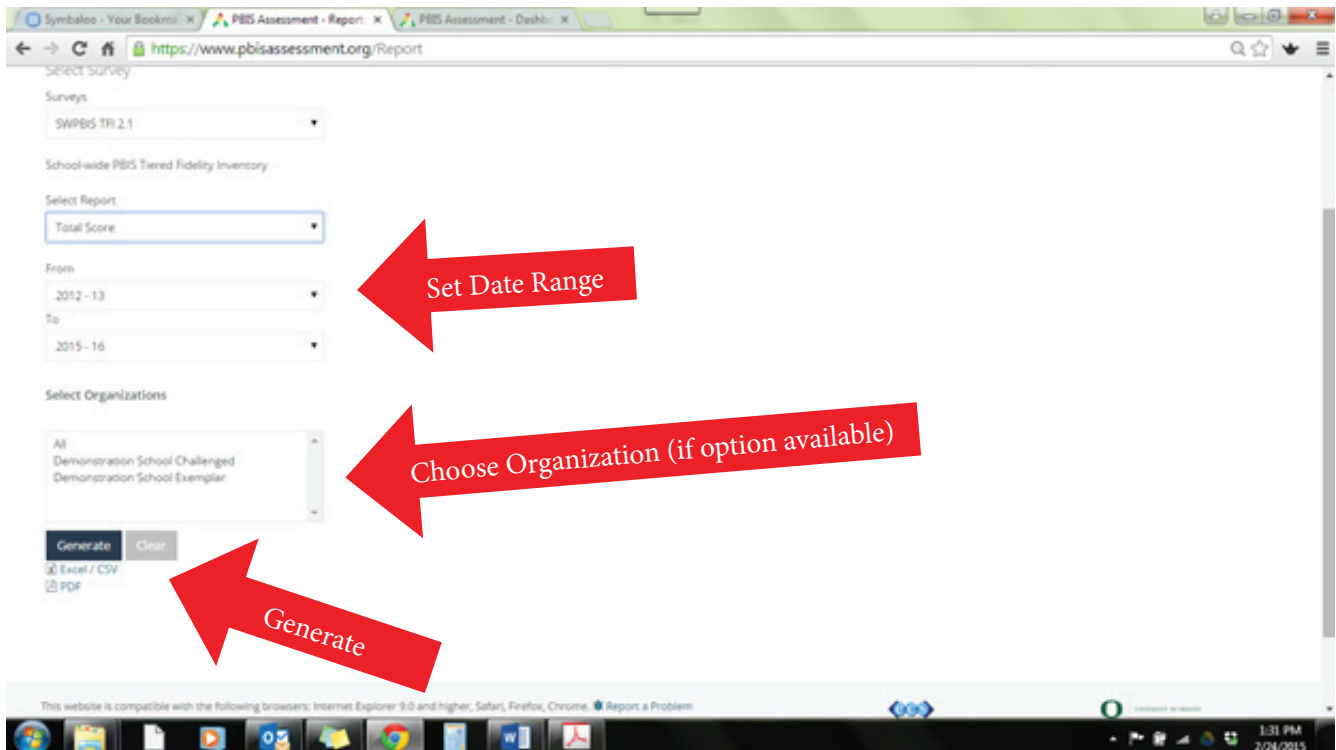 Symbaloo - Your Bookm
PBIS Assessment - Report
PBIS Assessment - Dashb
https://www.pbisassessment.org/Report
Select Survey
Surveys
SWPBIS TFI 2.1
School-wide PBIS Tiered Fidelity Inventory
Select Report
Total Score
From
2012 - 13
Set Date Range
To
2015 - 16
Select Organizations
All
Demonstration School Challenged
Demonstration School Exemplar
Choose Organization (if option available)
Generate Clear
Excel / CSV
PDF
Generate
This website is compatible with the following browsers: Internet Explorer 9.0 and higher, Safari, Firefox, Chrome. Report a Problem
1:31 PM
2/24/2015